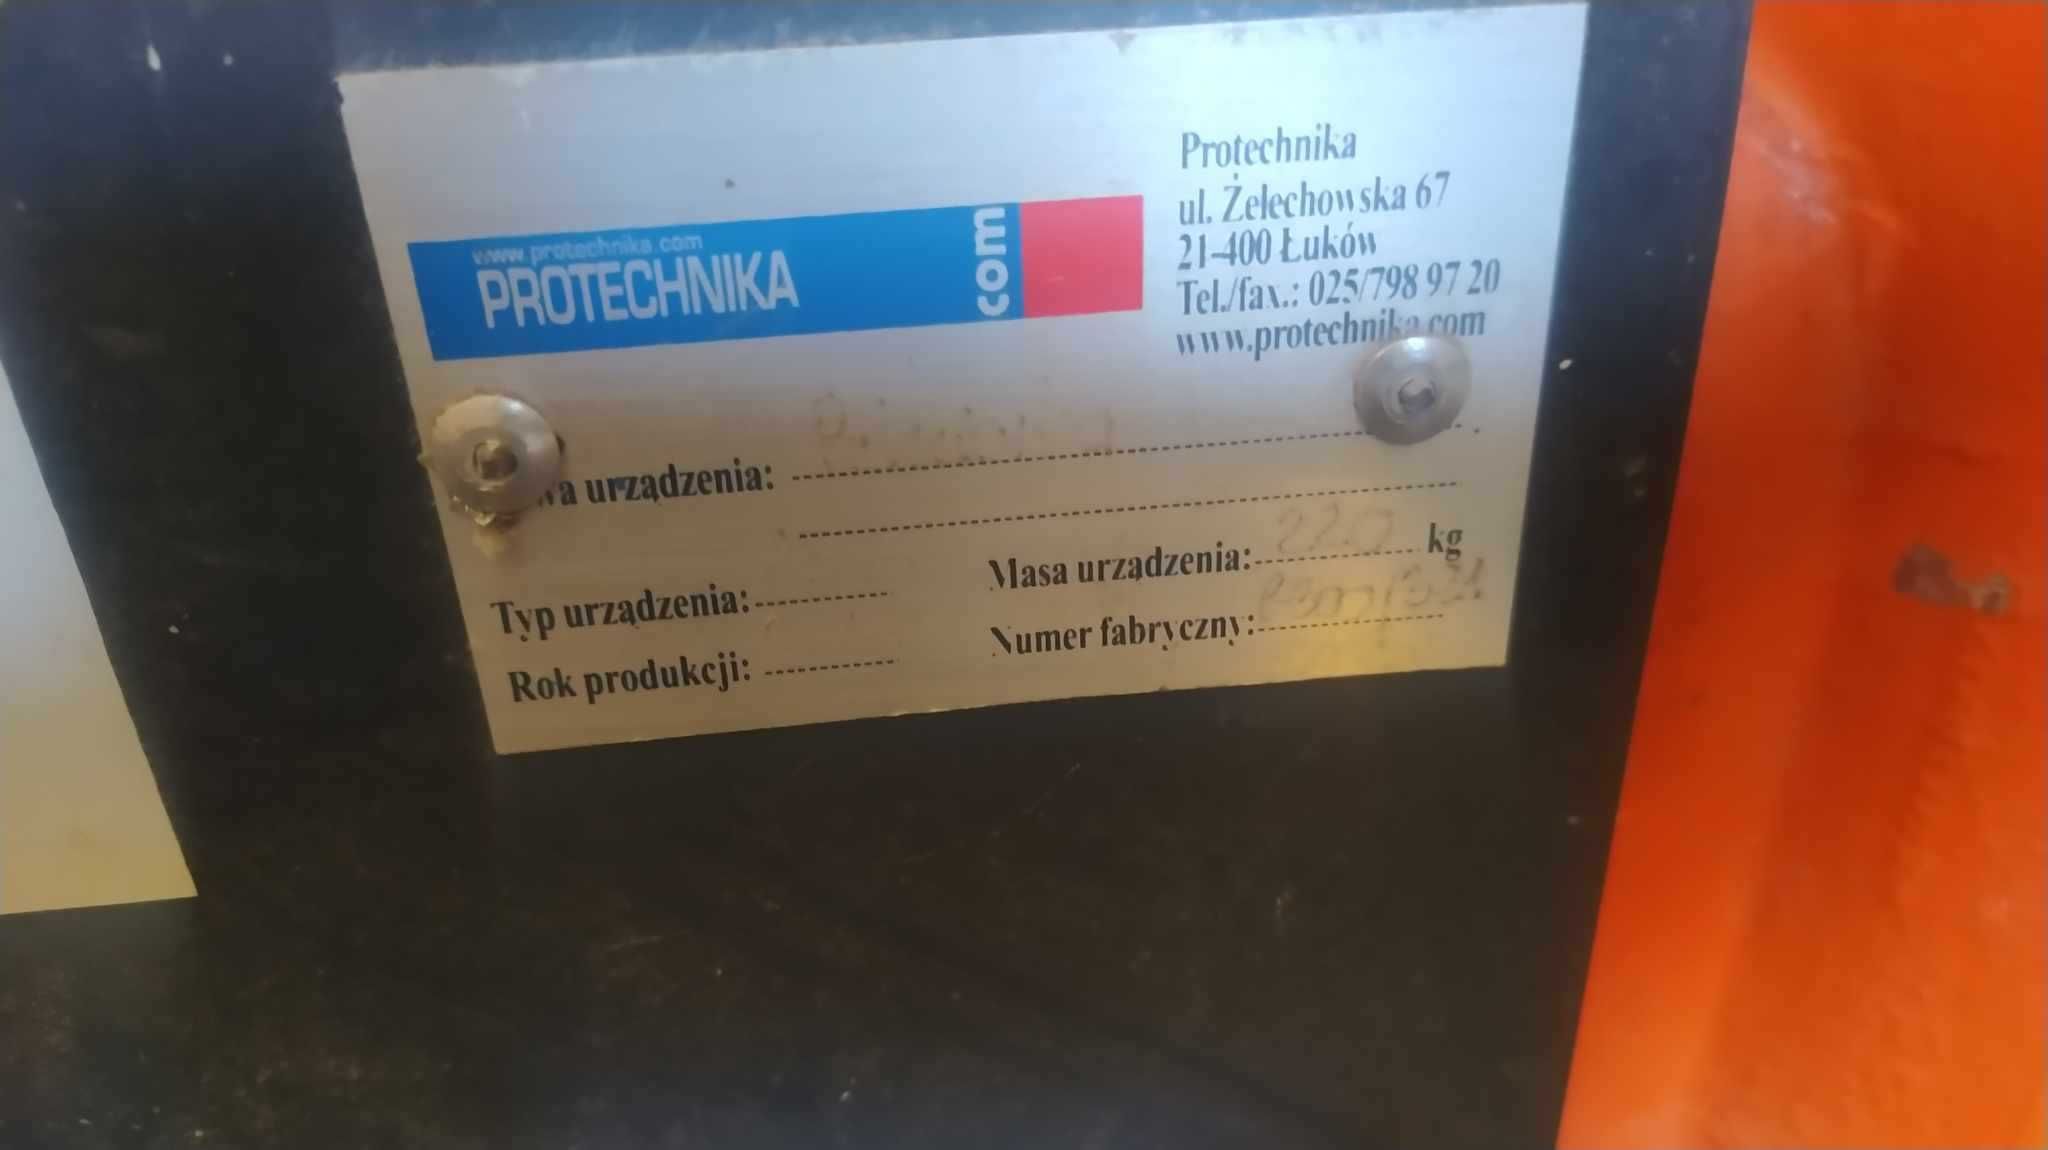 www.protechnika.com
PROTECHNIKA
com
Protechnika
ul. Żelechowska 67
21-400 Łuków
Tel./fax.: 025/798 97 20
www.protechnika.com
urządzenia:
Masa urządzenia: 220 kg
Typ urządzenia:
Numer fabryczny:
Rok produkcji: